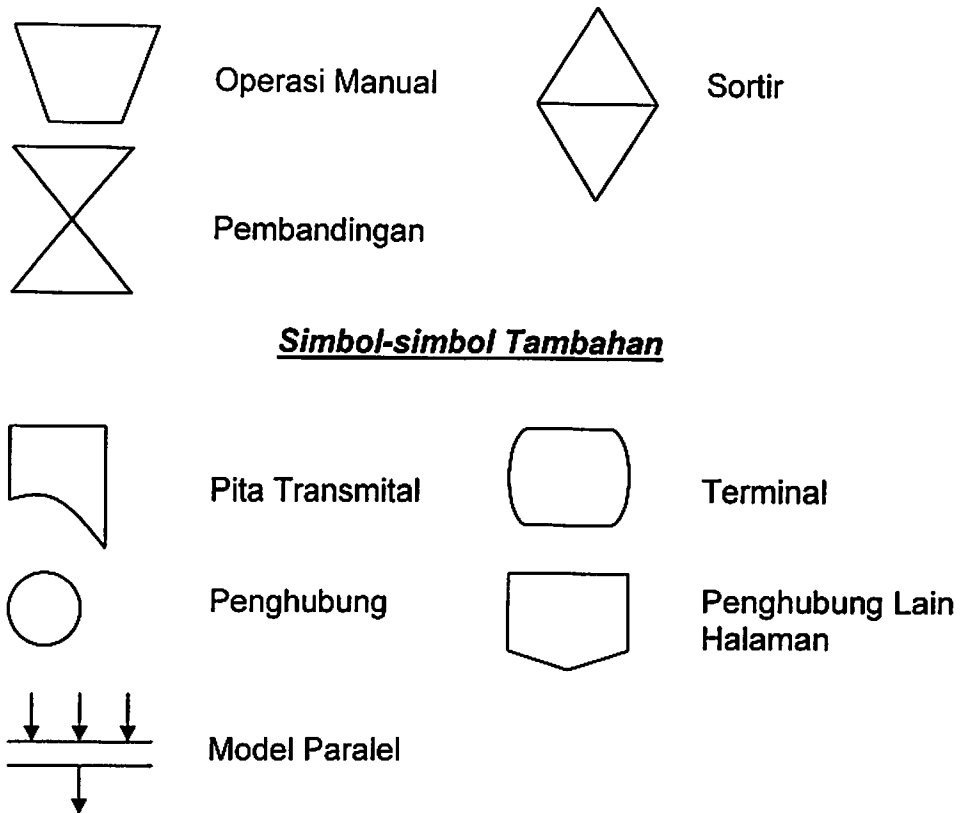 Operasi Manual
Sortir
Pembandingan
Simbol-simbol Tambahan
Pita Transmital
Terminal
Penghubung
Penghubung Lain
Halaman
Model Paralel